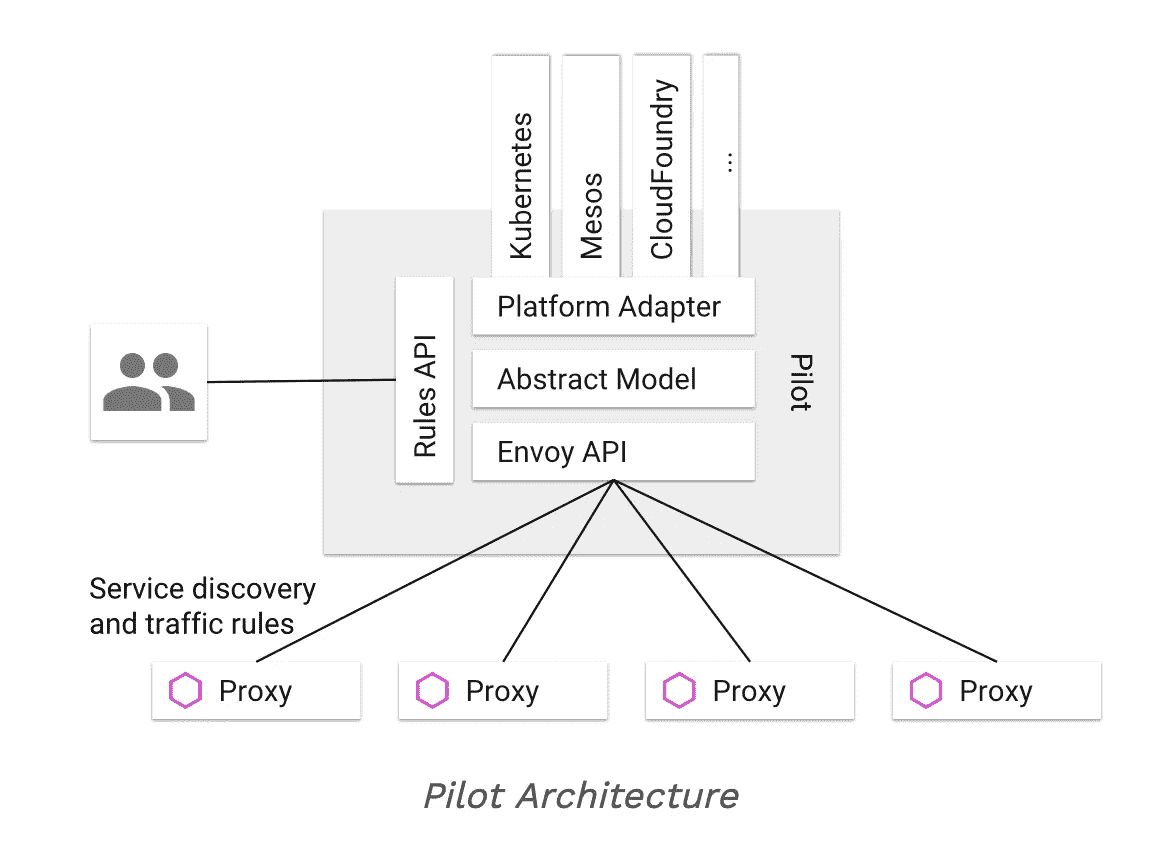 Kubernetes
Mesos
CloudFoundry
...
Platform Adapter
Rules API
Abstract Model
Pilot
Envoy API
Service discovery
and traffic rules
Proxy
Proxy
Proxy
Proxy
Pilot Architecture